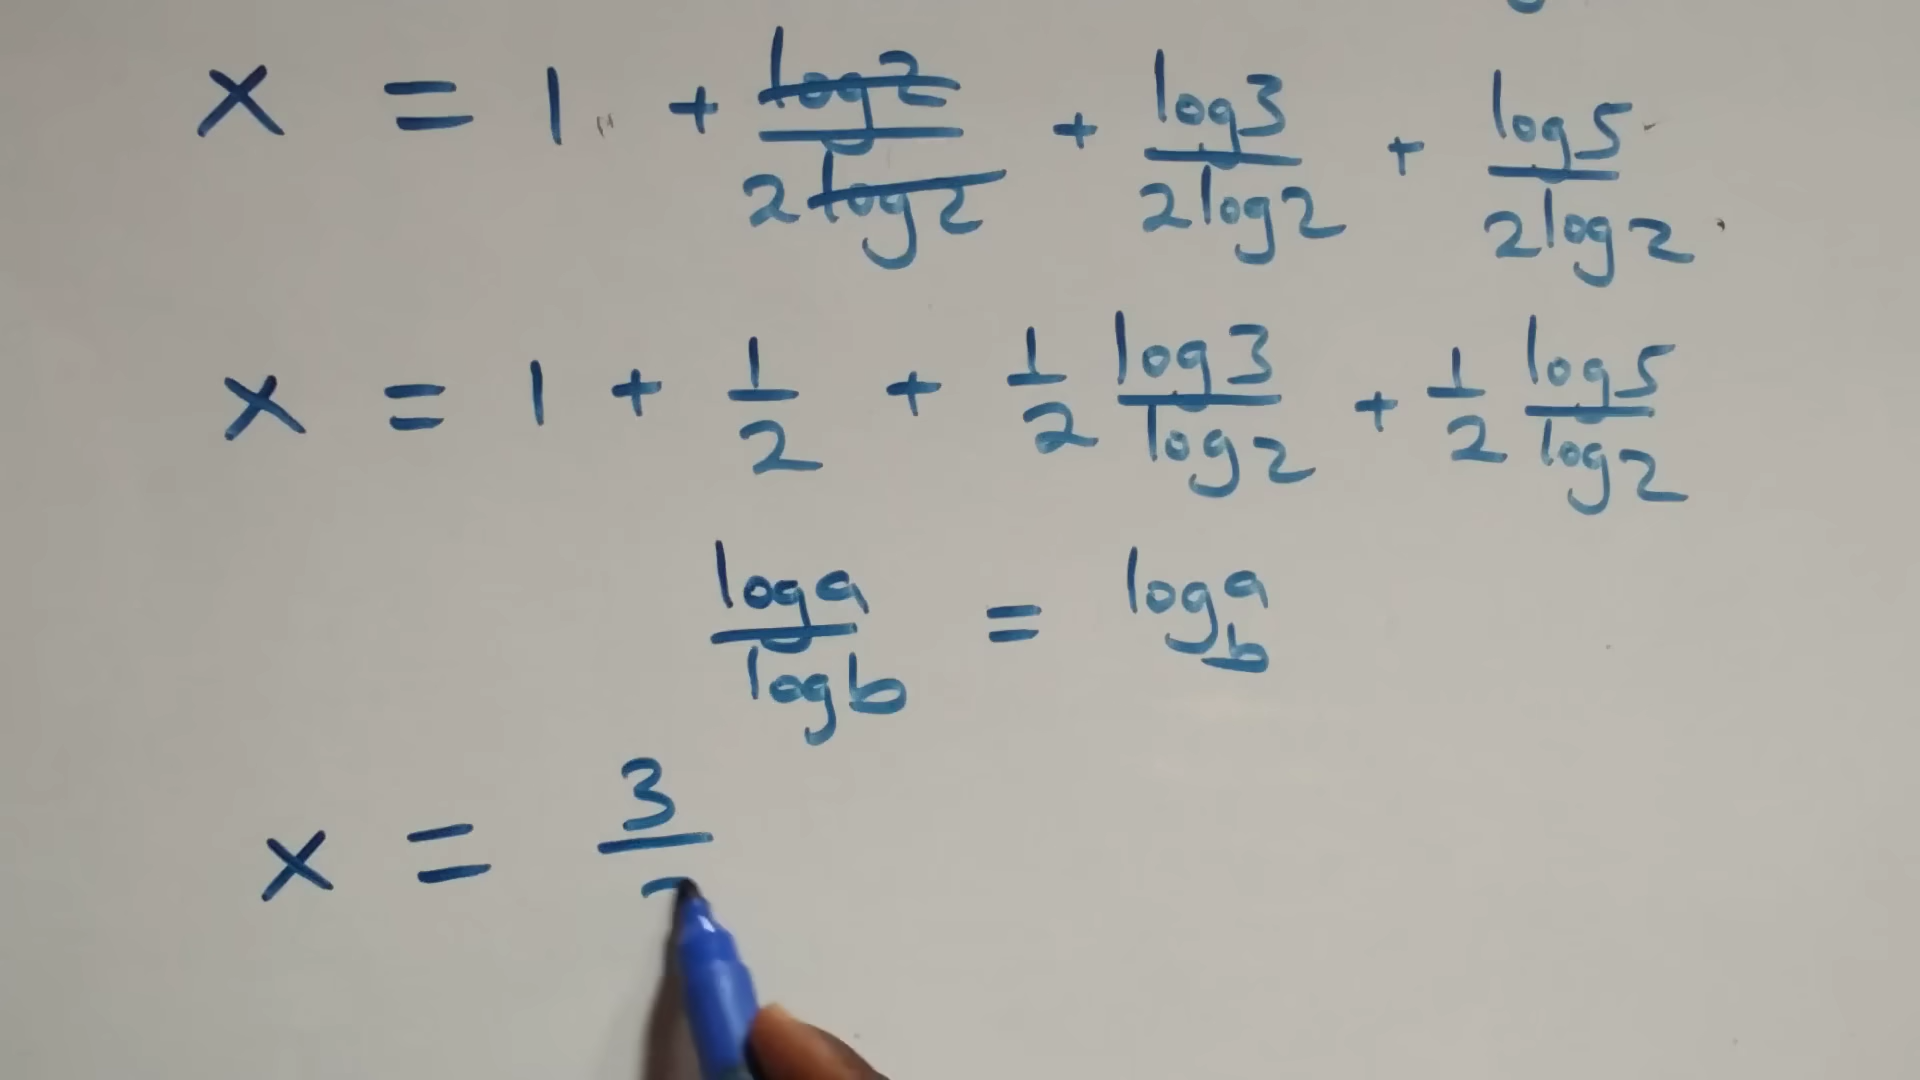 x = 1 + log2/2log2 + log3/2log2 + log5/2log2
x = 1 + 1/2 + 1/2 log3/log2 + 1/2 log5/log2
loga/logb = log_b a
x = 3/